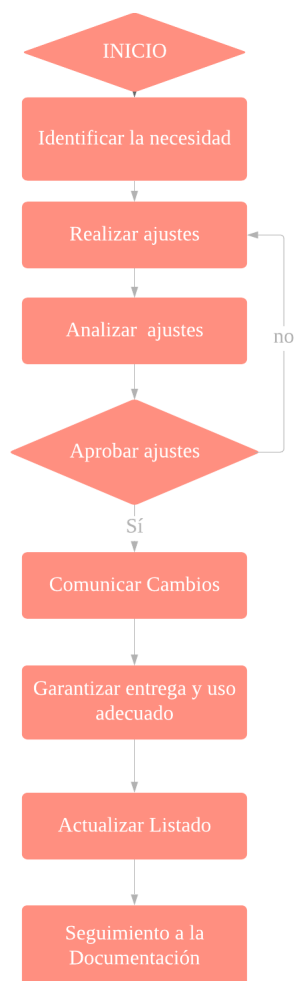 INICIO
Identificar la necesidad
Realizar ajustes
Analizar  ajustes
no
Aprobar ajustes
Sí
Comunicar Cambios
Garantizar entrega y uso
adecuado
Actualizar Listado
Seguimiento a la
Documentación